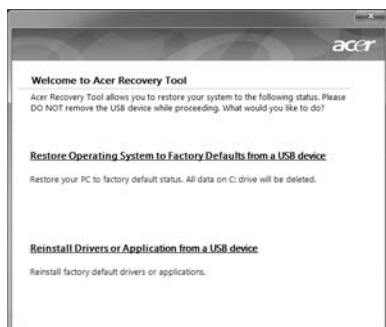 acer
Welcome to Acer Recovery Tool
Acer Recovery Tool allows you to restore your system to the following status. Please
DO NOT remove the USB device while proceeding. What would you like to do?
Restore Operating System to Factory Defaults from a USB device
Restore your PC to factory default status. All data on C: drive will be deleted.
Reinstall Drivers or Application from a USB device
Reinstall factory default drivers or applications.